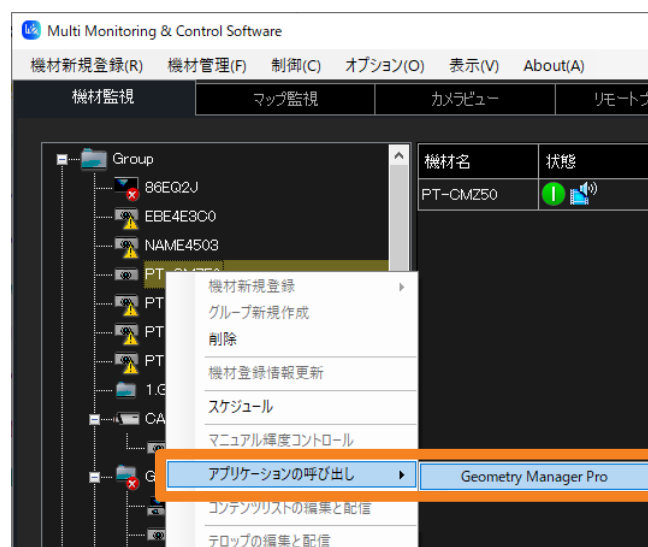 Multi Monitoring & Control Software
機材新規登録(R) 機材管理(F) 制御(C) オプション(O) 表示(V) About(A)
機材監視 マップ監視 カメラビュー リモートプ
Group
機材名 状態
86EQ2J
PT-CMZ50
EBE4E3C0
NAME4503
PT-CMZ50
機材新規登録
PT
グループ新規作成
PT
削除
PT
機材登録情報更新
1.G
スケジュール
CA
マニュアル輝度コントロール
アプリケーションの呼び出し
Geometry Manager Pro
G
コンテンツリストの編集と配信
テロップの編集と配信